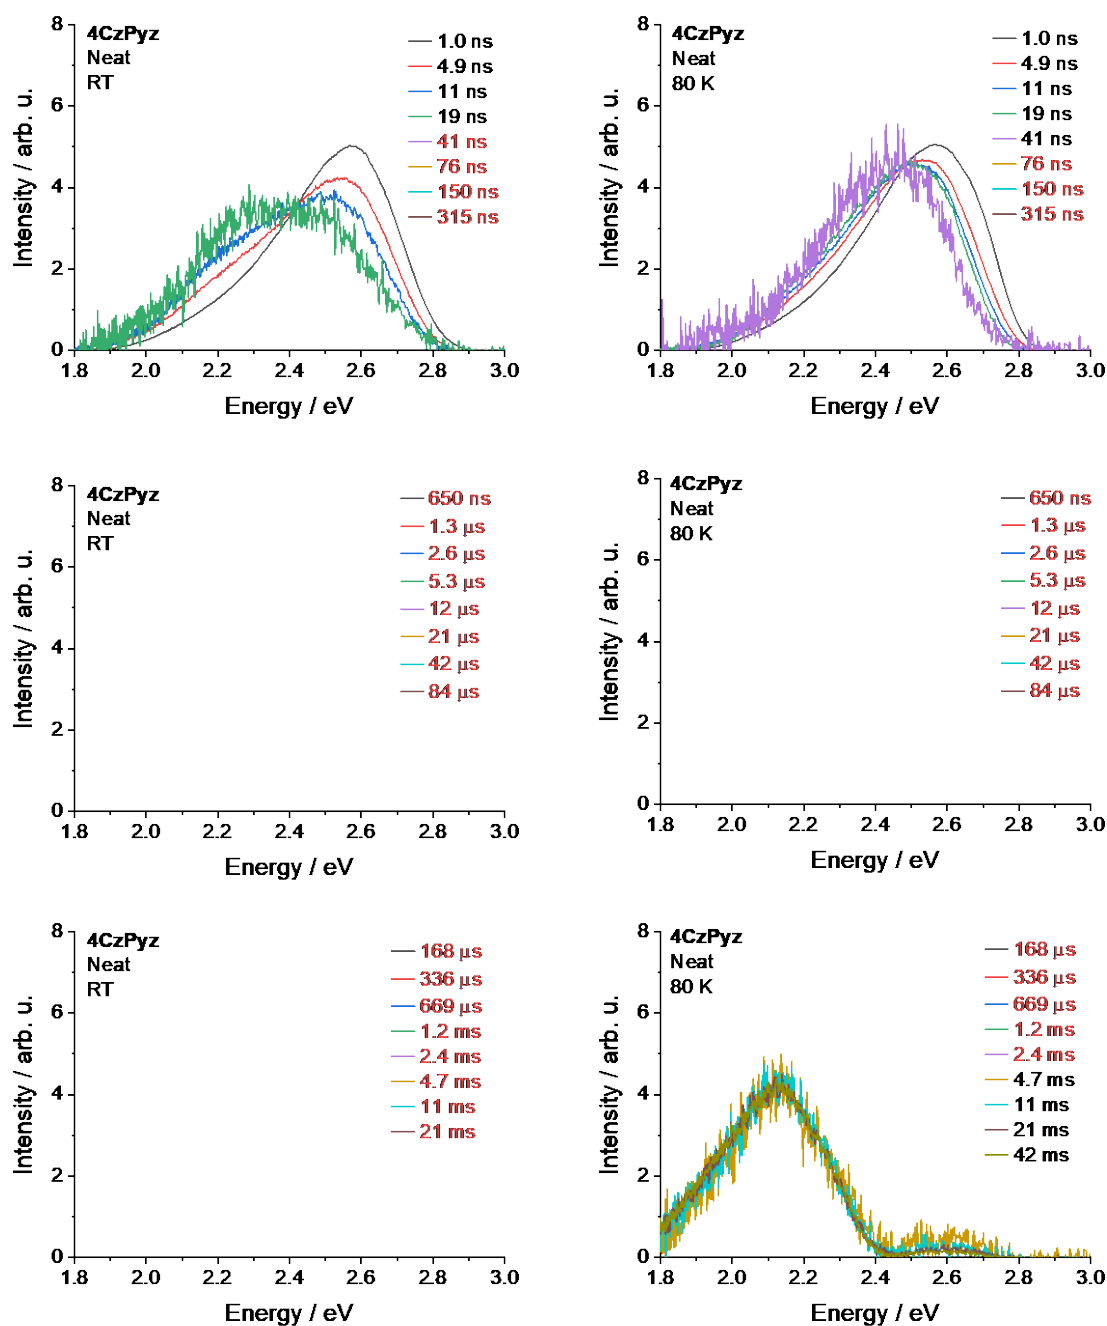 4CzPyz
Neat
RT
1.0 ns
4.9 ns
11 ns
19 ns
41 ns
76 ns
150 ns
315 ns
8
6
4
2
0
Intensity / arb. u.
1.8 2.0 2.2 2.4 2.6 2.8 3.0
Energy / eV
4CzPyz
Neat
80 K
1.0 ns
4.9 ns
11 ns
19 ns
41 ns
76 ns
150 ns
315 ns
8
6
4
2
0
Intensity / arb. u.
1.8 2.0 2.2 2.4 2.6 2.8 3.0
Energy / eV
4CzPyz
Neat
RT
650 ns
1.3 μs
2.6 μs
5.3 μs
12 μs
21 μs
42 μs
84 μs
8
6
4
2
0
Intensity / arb. u.
1.8 2.0 2.2 2.4 2.6 2.8 3.0
Energy / eV
4CzPyz
Neat
80 K
650 ns
1.3 μs
2.6 μs
5.3 μs
12 μs
21 μs
42 μs
84 μs
8
6
4
2
0
Intensity / arb. u.
1.8 2.0 2.2 2.4 2.6 2.8 3.0
Energy / eV
4CzPyz
Neat
RT
168 μs
336 μs
669 μs
1.2 ms
2.4 ms
4.7 ms
11 ms
21 ms
8
6
4
2
0
Intensity / arb. u.
1.8 2.0 2.2 2.4 2.6 2.8 3.0
Energy / eV
4CzPyz
Neat
80 K
168 μs
336 μs
669 μs
1.2 ms
2.4 ms
4.7 ms
11 ms
21 ms
42 ms
8
6
4
2
0
Intensity / arb. u.
1.8 2.0 2.2 2.4 2.6 2.8 3.0
Energy / eV